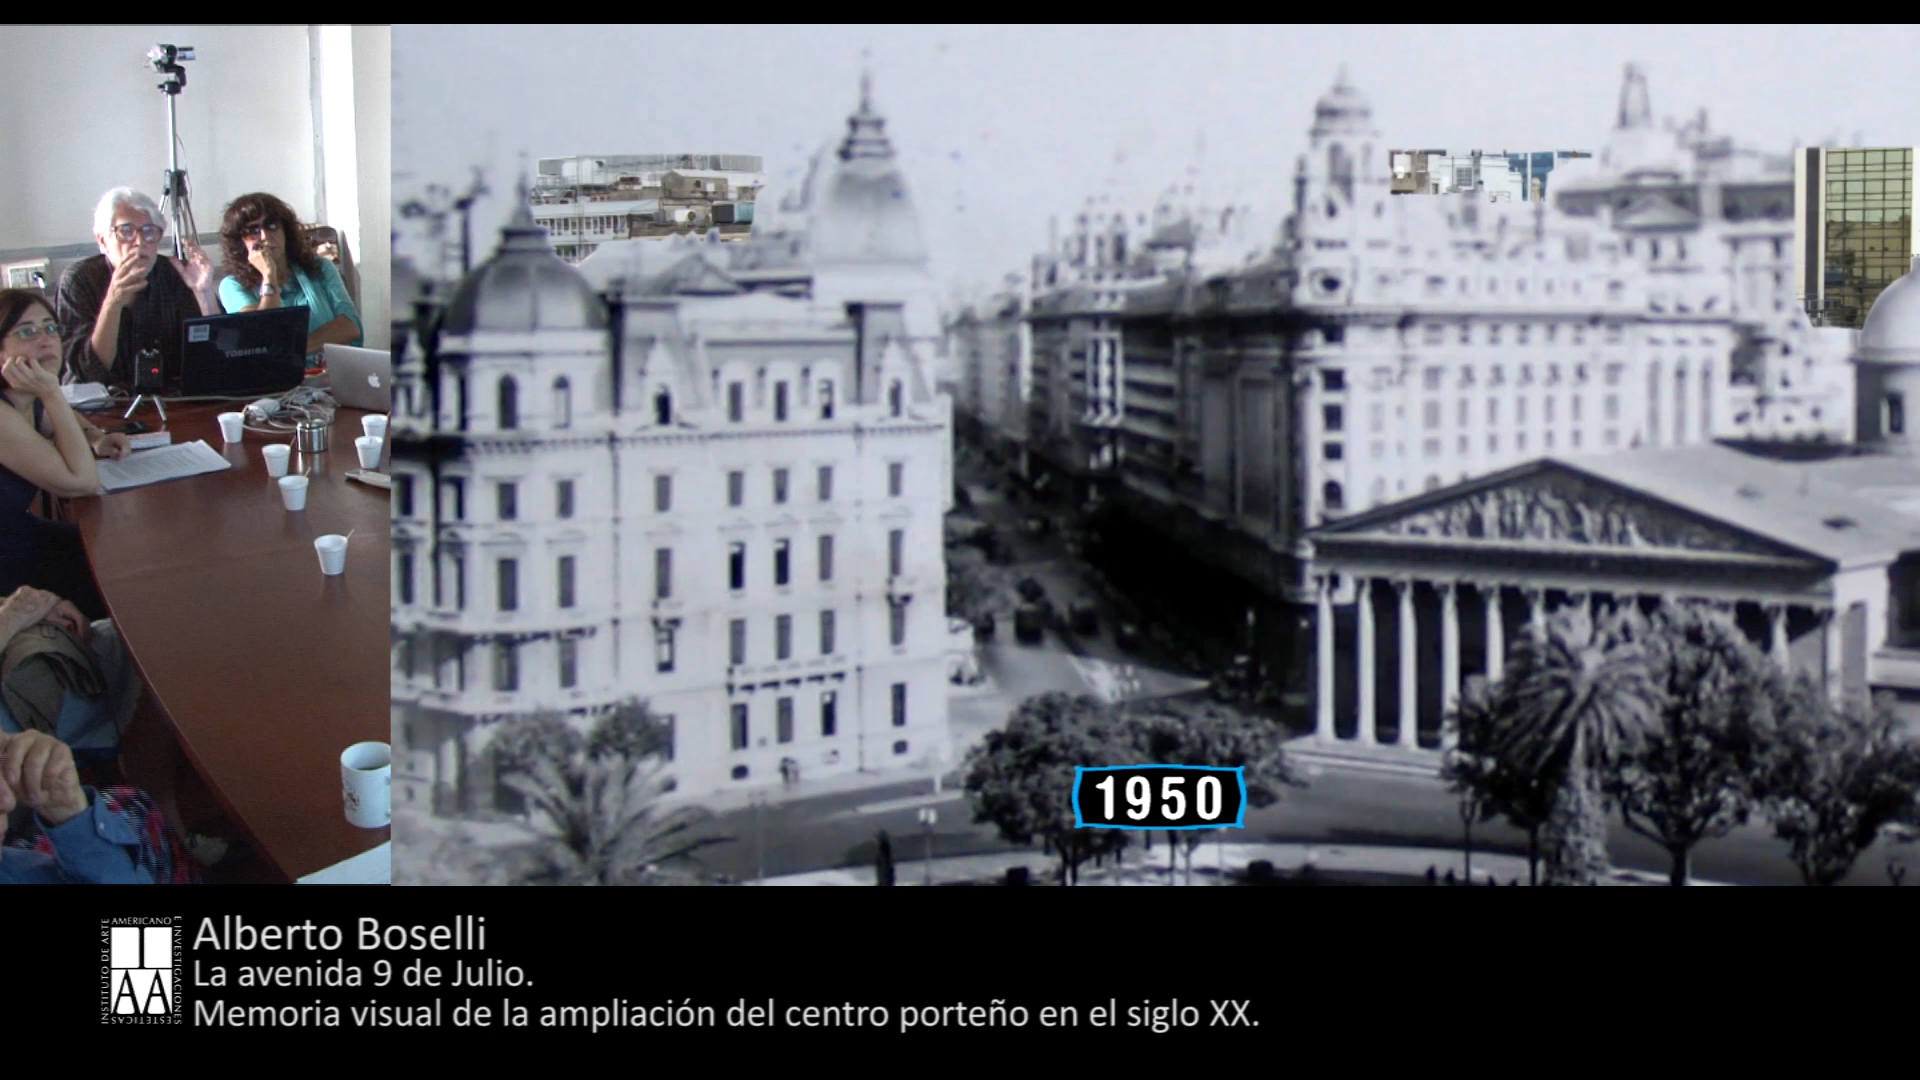 TOSHIBA
1950
INSTITUTO DE ARTE
AMERICANO
E INVESTIGACIONES
ESTÉTICAS
IAA
Alberto Boselli
La avenida 9 de Julio.
Memoria visual de la ampliación del centro porteño en el siglo XX.